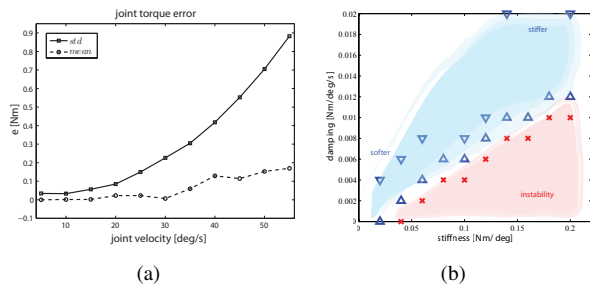 joint torque error
std
mean
e [Nm]
0.9
0.8
0.7
0.6
0.5
0.4
0.3
0.2
0.1
0
−0.1
10 20 30 40 50
joint velocity [deg/s]
(a)
damping [Nm/deg/s]
0.02
0.018
0.016
0.014
0.012
0.01
0.008
0.006
0.004
0.002
0
stiffer
softer
instability
0 0.05 0.1 0.15 0.2
stiffness [Nm/deg]
(b)